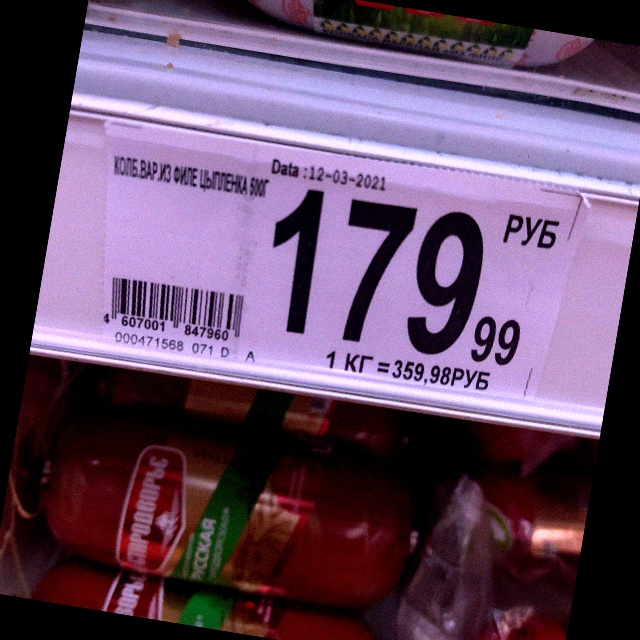 КОЛБ.ВАР.ИЗ ФИЛЕ ЦЫПЛЕНКА 500Г
Data :12-03-2021
179 99
РУБ
4 607001 847960
000471568 071 D A
1 КГ =359,98РУБ